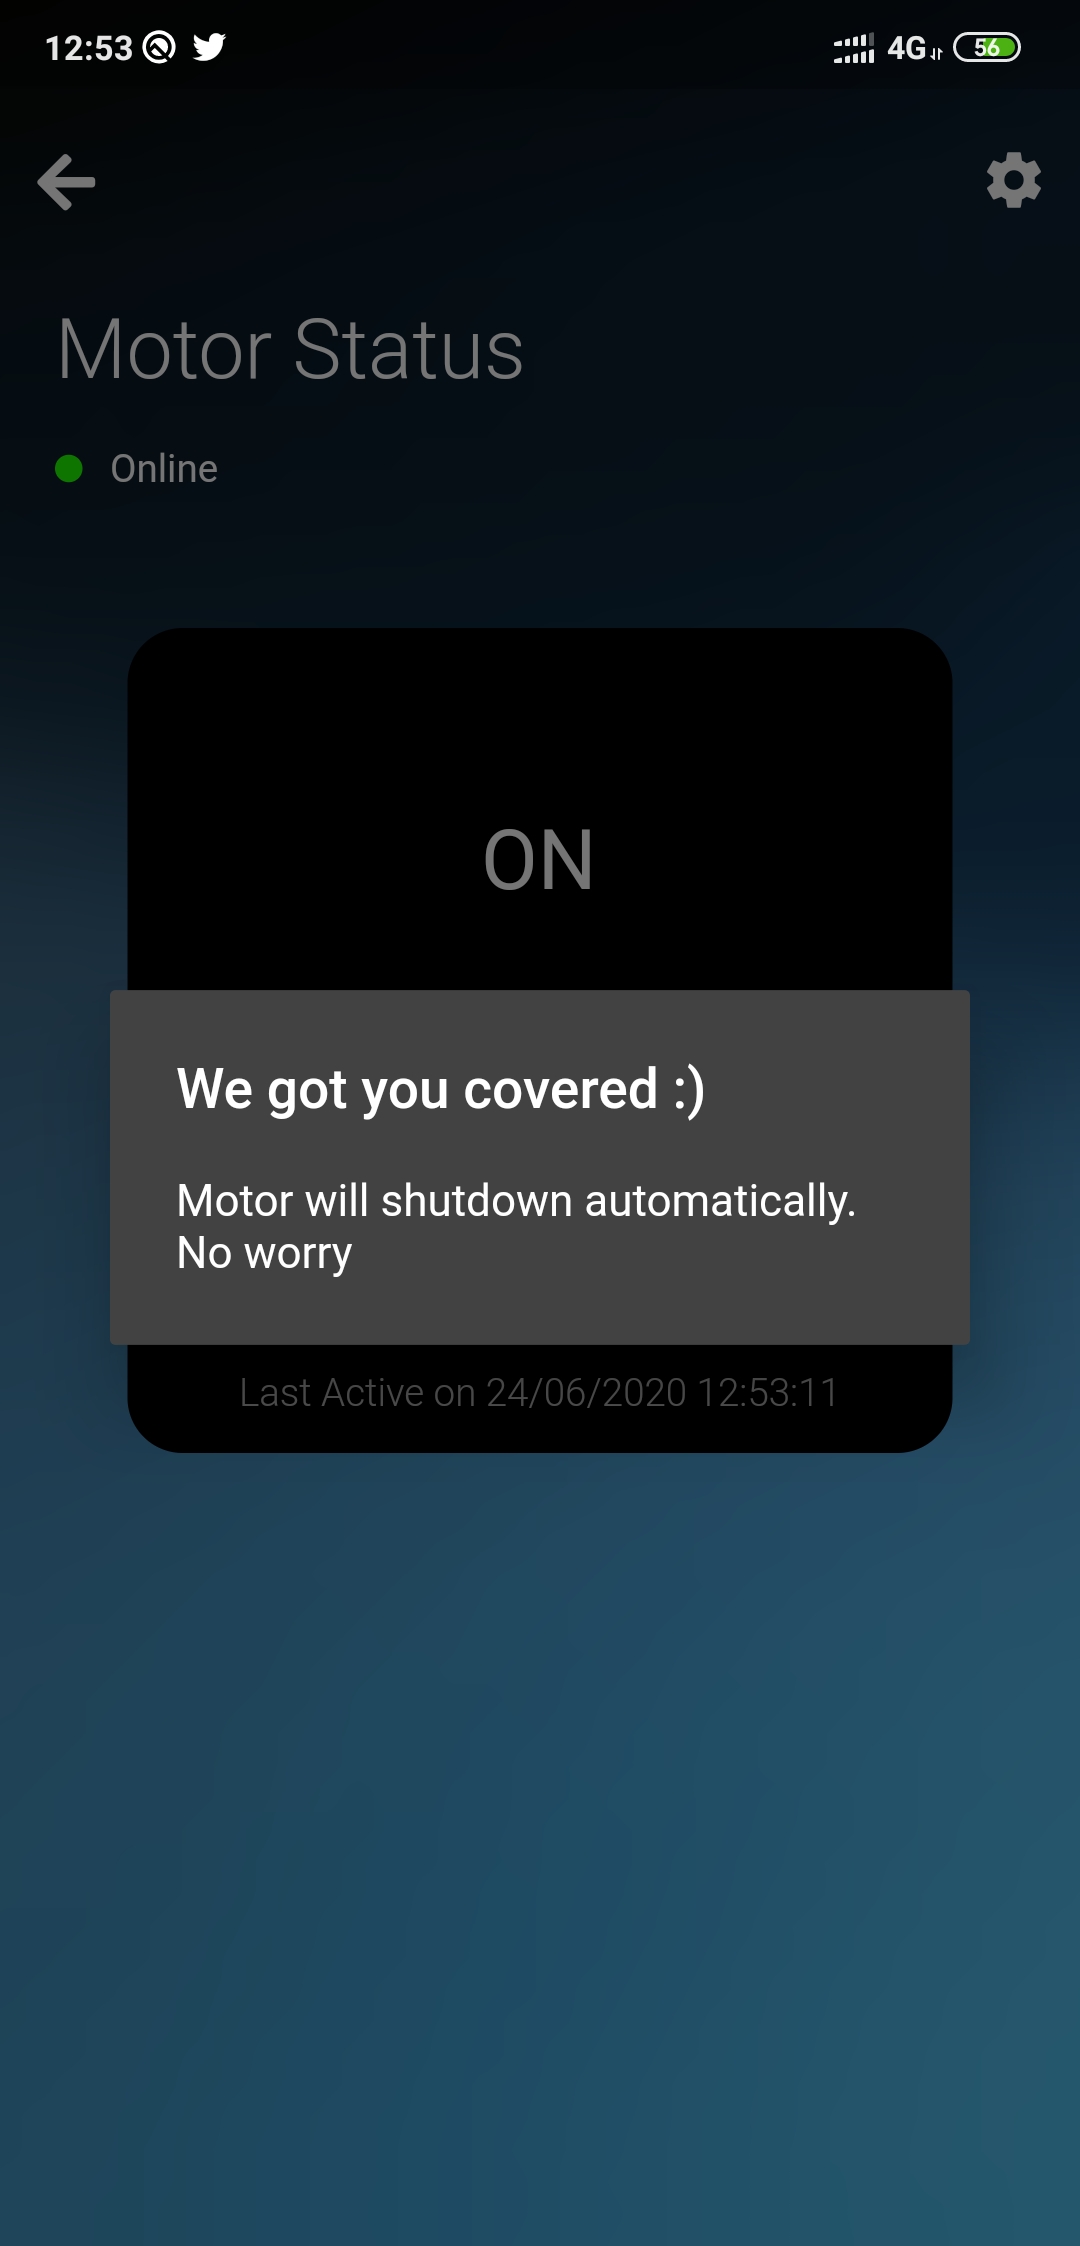 12:53 4G 56
Motor Status
Online
ON
We got you covered :)
Motor will shutdown automatically.
No worry
Last Active on 24/06/2020 12:53:11